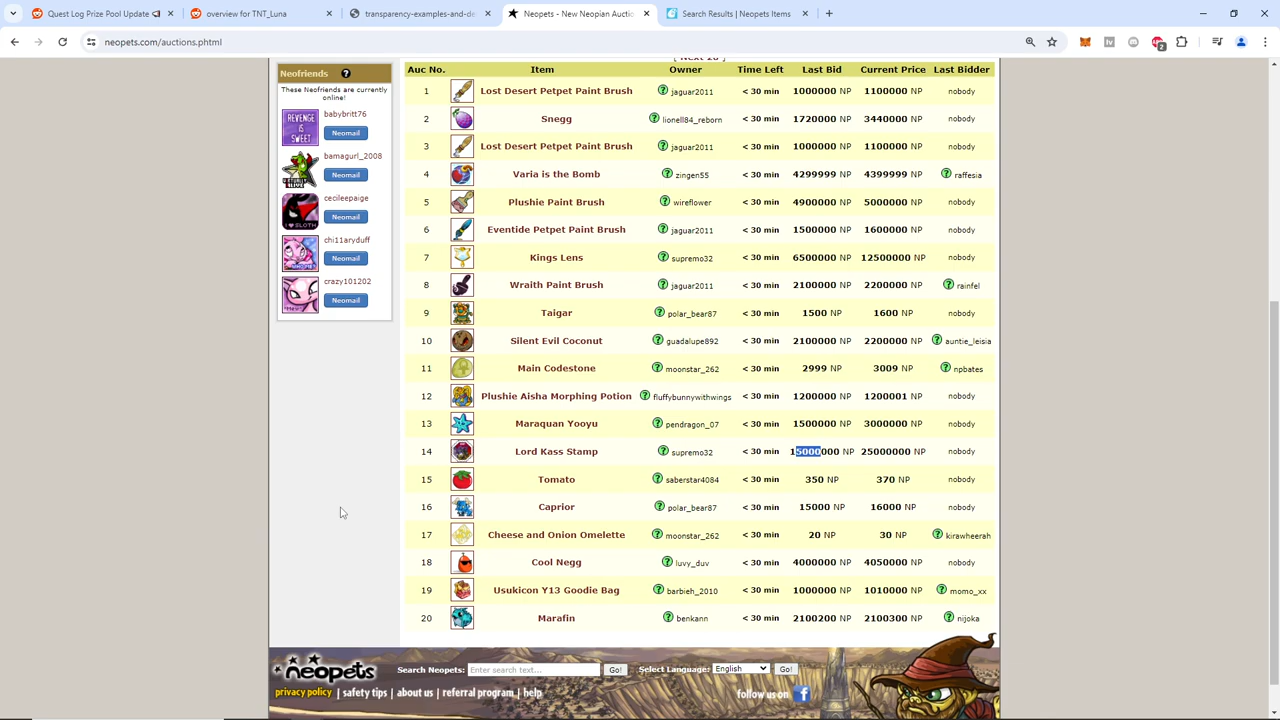 Quest Log Prize Pool Update
overview for TNT_Luna
transparency-examples-and-de
Neopets - New Neopian Auctio
Search Results | Neopets Items
neopets.com/auctions.phtml
Neofriends
These Neofriends are currently
online!
babybritt76
Neomail
bamagurl_2008
Neomail
cecileepaige
Neomail
chi11aryduff
Neomail
crazy101202
Neomail
Auc No. Item Owner Time Left Last Bid Current Price Last Bidder
1 Lost Desert Petpet Paint Brush jaguar2011 < 30 min 1000000 NP 1100000 NP nobody
2 Snegg lionell84_reborn < 30 min 1720000 NP 3440000 NP nobody
3 Lost Desert Petpet Paint Brush jaguar2011 < 30 min 1000000 NP 1100000 NP nobody
4 Varia is the Bomb zingen55 < 30 min 4299999 NP 4399999 NP raffesia
5 Plushie Paint Brush wireflower < 30 min 4900000 NP 5000000 NP nobody
6 Eventide Petpet Paint Brush jaguar2011 < 30 min 1500000 NP 1600000 NP nobody
7 Kings Lens supremo32 < 30 min 6500000 NP 12500000 NP nobody
8 Wraith Paint Brush jaguar2011 < 30 min 2100000 NP 2200000 NP rainfel
9 Taigar polar_bear87 < 30 min 1500 NP 1600 NP nobody
10 Silent Evil Coconut guadalupe892 < 30 min 2100000 NP 2200000 NP auntie_leisia
11 Main Codestone moonstar_262 < 30 min 2999 NP 3009 NP npbates
12 Plushie Aisha Morphing Potion fluffybunnywithwings < 30 min 1200000 NP 1200001 NP nobody
13 Maraquan Yooyu pendragon_07 < 30 min 1500000 NP 3000000 NP nobody
14 Lord Kass Stamp supremo32 < 30 min 15000000 NP 25000000 NP nobody
15 Tomato saberstar4084 < 30 min 350 NP 370 NP nobody
16 Caprior polar_bear87 < 30 min 15000 NP 16000 NP nobody
17 Cheese and Onion Omelette moonstar_262 < 30 min 20 NP 30 NP kirawheerah
18 Cool Negg luvy_duv < 30 min 4000000 NP 4050000 NP nobody
19 Usukicon Y13 Goodie Bag barbieh_2010 < 30 min 1000000 NP 1010000 NP momo_xx
20 Marafin benkann < 30 min 2100200 NP 2100300 NP nijoka
neopets
Search Neopets: Enter search text... Go! Select Language: English Go!
privacy policy | safety tips | about us | referral program | help
follow us on